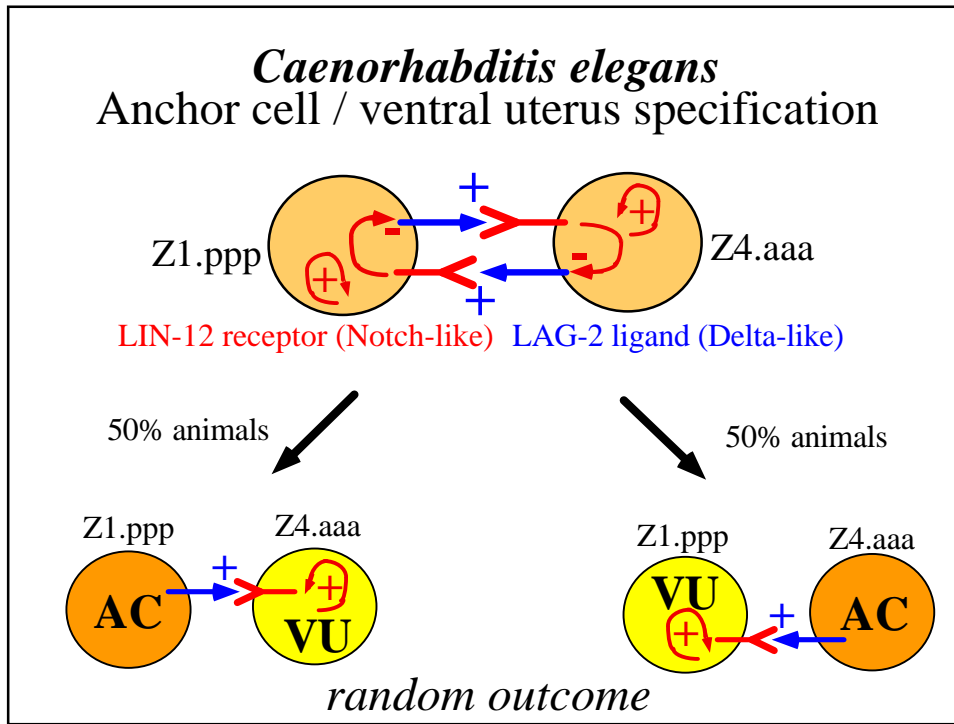 Caenorhabditis elegans
Anchor cell / ventral uterus specification
+
+
-
Z1.ppp
Z4.aaa
-
+
+
LIN-12 receptor (Notch-like) LAG-2 ligand (Delta-like)
50% animals
50% animals
Z1.ppp
Z4.aaa
Z1.ppp
Z4.aaa
+
+
AC
VU
VU
+
+
AC
random outcome